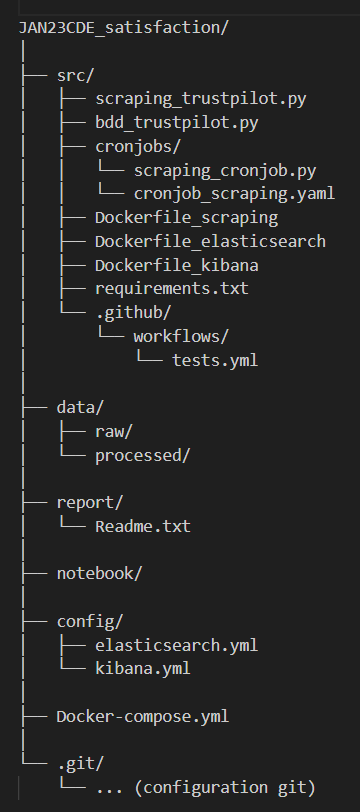 JAN23CDE_satisfaction/
│
├── src/
│   ├── scraping_trustpilot.py
│   ├── bdd_trustpilot.py
│   ├── cronjobs/
│   │   └── scraping_cronjob.py
│   │   └── cronjob_scraping.yaml
│   ├── Dockerfile_scraping
│   ├── Dockerfile_elasticsearch
│   ├── Dockerfile_kibana
│   ├── requirements.txt
│   └── .github/
│       └── workflows/
│           └── tests.yml
│
├── data/
│   ├── raw/
│   └── processed/
│
├── report/
│   └── Readme.txt
│
├── notebook/
│
├── config/
│   ├── elasticsearch.yml
│   └── kibana.yml
│
├── Docker-compose.yml
│
└── .git/
    └── ... (configuration git)